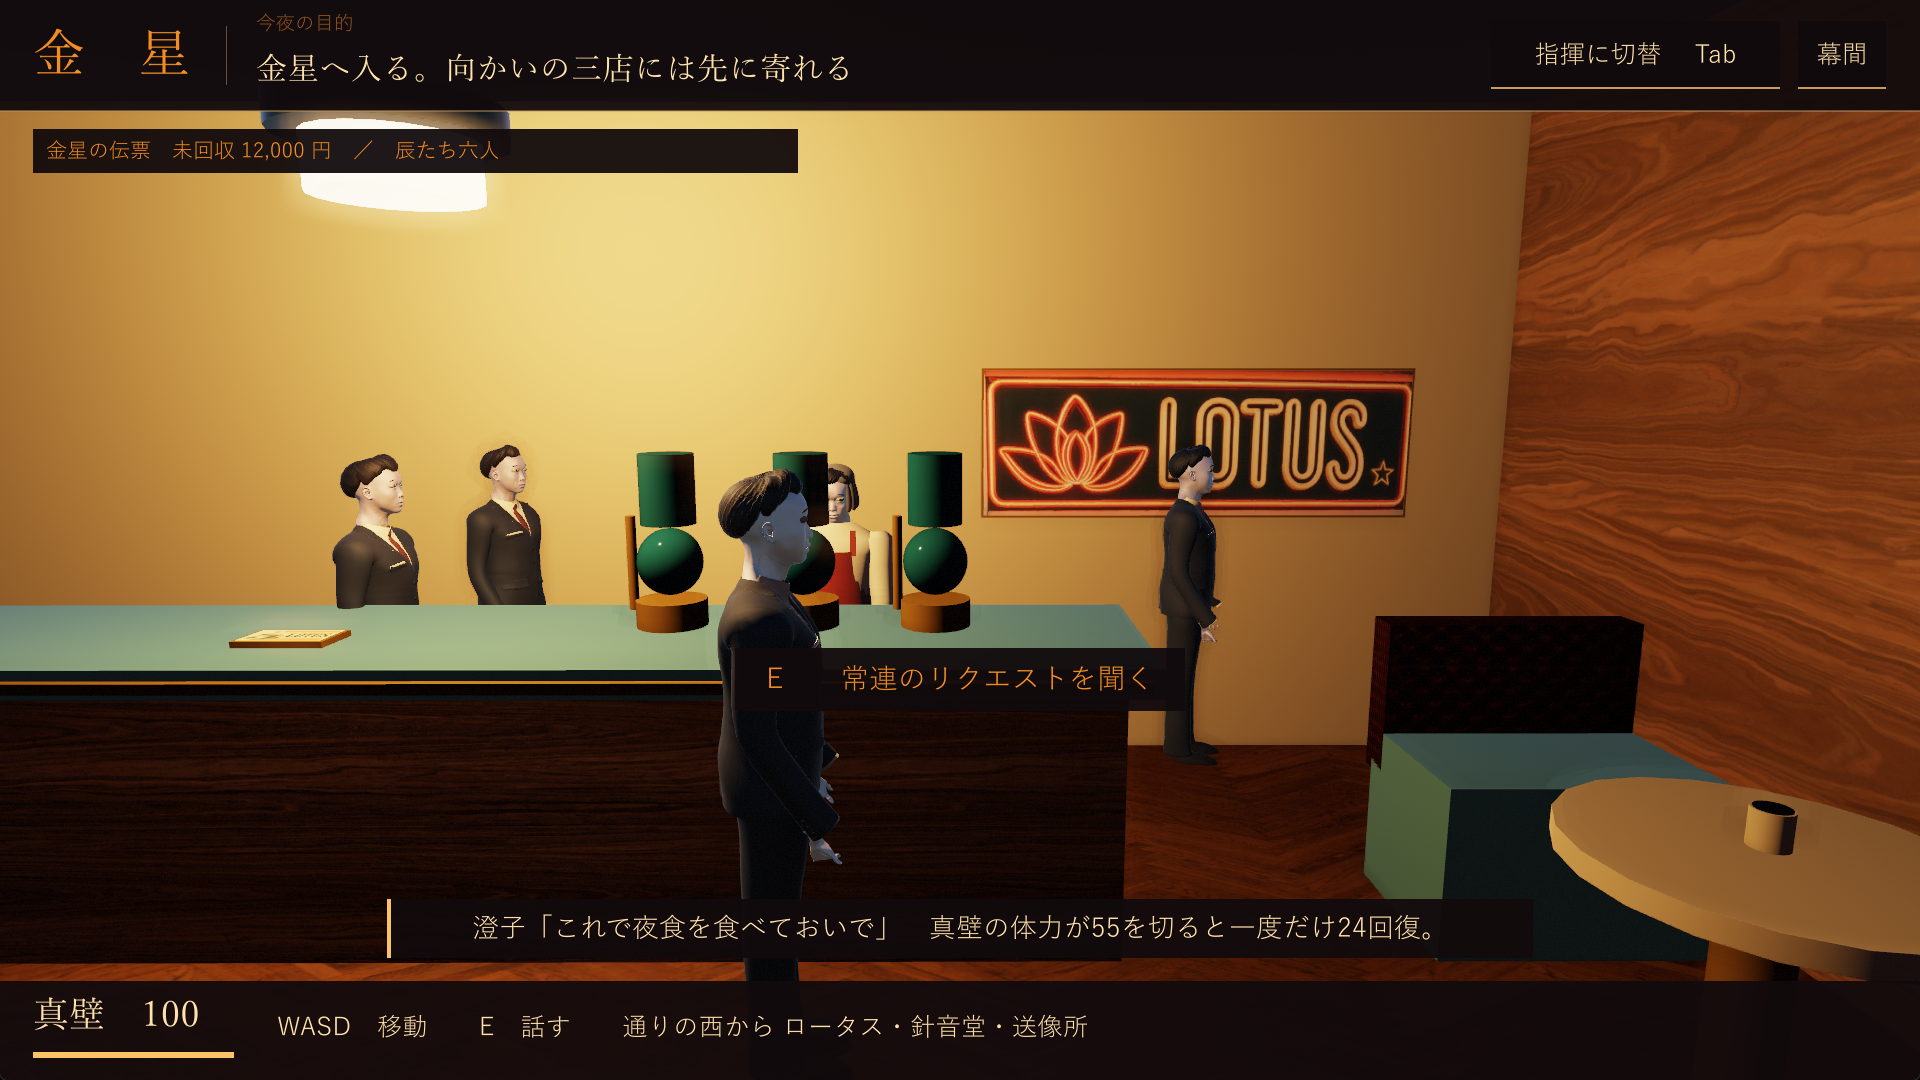 金 星
今夜の目的
金星へ入る。向かいの三店には先に寄れる
指揮に切替 Tab
幕間
金星の伝票 未回収 12,000 円 ／ 辰たち六人
LOTUS
E 常連のリクエストを聞く
澄子「これで夜食を食べておいで」 真壁の体力が55を切ると一度だけ24回復。
真壁 100
WASD 移動 E 話す 通りの西から ロータス・針音堂・送像所